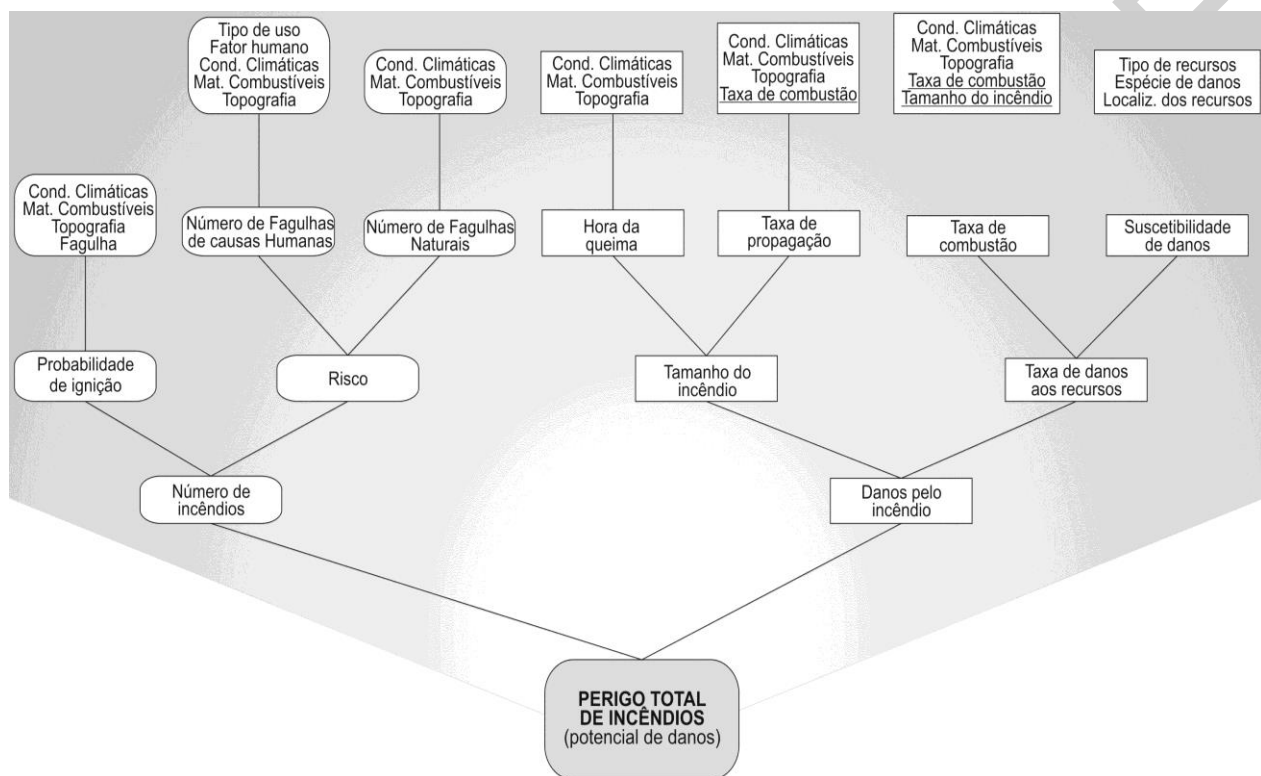 Tipo de uso
Fator humano
Cond. Climáticas
Mat. Combustíveis
Topografia
Cond. Climáticas
Mat. Combustíveis
Topografia
Cond. Climáticas
Mat. Combustíveis
Topografia
Cond. Climáticas
Mat. Combustíveis
Topografia
Taxa de combustão
Cond. Climáticas
Mat. Combustíveis
Topografia
Taxa de combustão
Tamanho do incêndio
Tipo de recursos
Espécie de danos
Localiz. dos recursos
Cond. Climáticas
Mat. Combustíveis
Topografia
Fagulha
Número de Fagulhas
de causas Humanas
Número de Fagulhas
Naturais
Hora da
queima
Taxa de
propagação
Taxa de
combustão
Suscetibilidade
de danos
Probabilidade
de ignição
Risco
Tamanho do
incêndio
Taxa de danos
aos recursos
Número de
incêndios
Danos pelo
incêndio
PERIGO TOTAL
DE INCÊNDIOS
(potencial de danos)